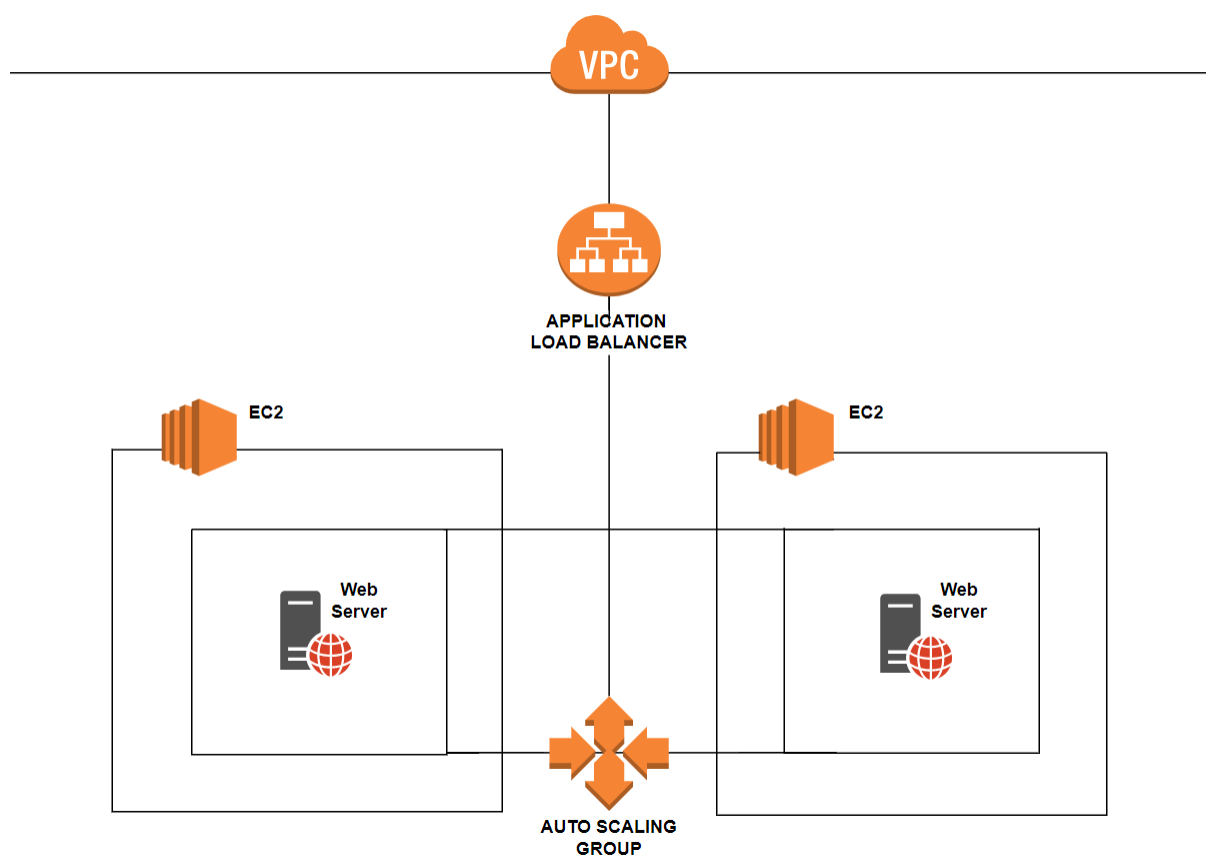 VPC
APPLICATION
LOAD BALANCER
EC2
EC2
Web
Server
Web
Server
AUTO SCALING
GROUP